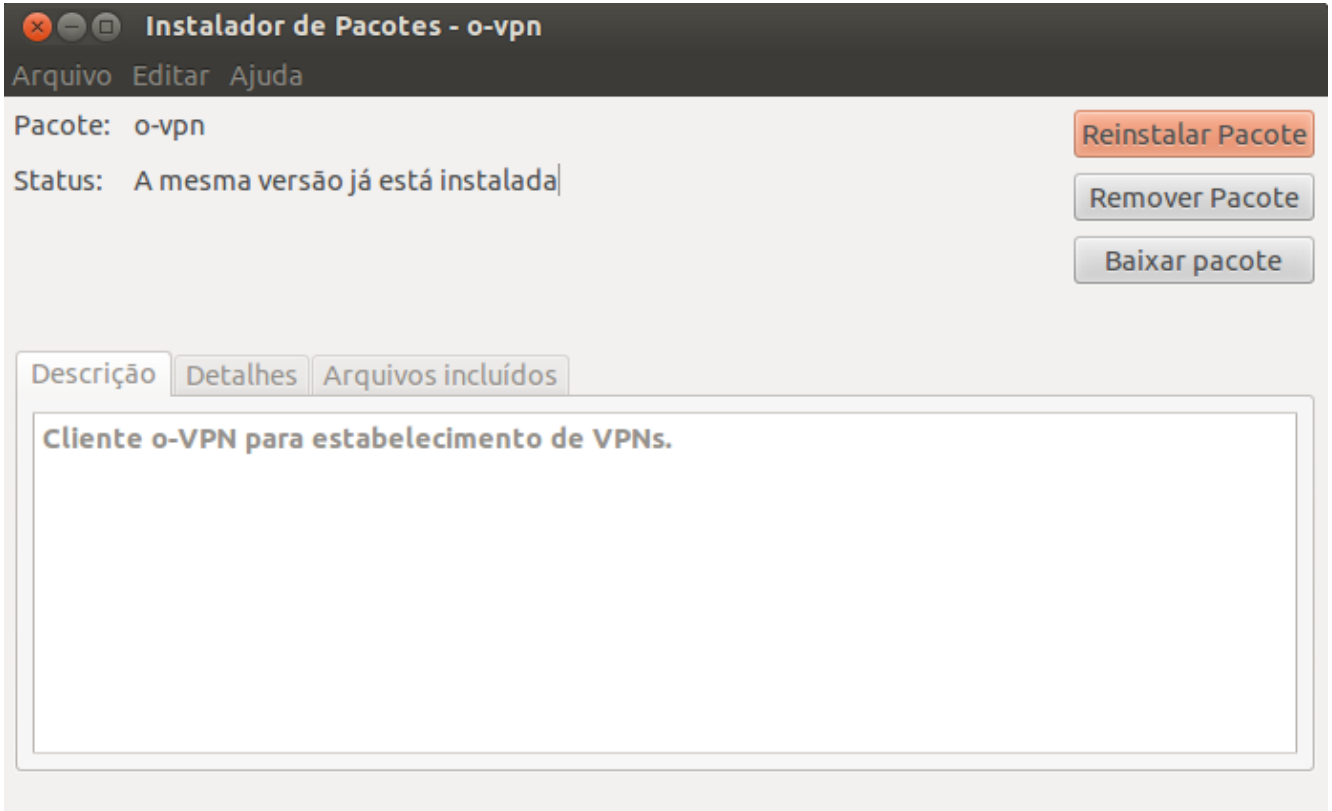 Instalador de Pacotes - o-vpn
Arquivo Editar Ajuda
Pacote: o-vpn
Reinstalar Pacote
Status: A mesma versão já está instalada
Remover Pacote
Baixar pacote
Descrição Detalhes Arquivos incluídos
Cliente o-VPN para estabelecimento de VPNs.